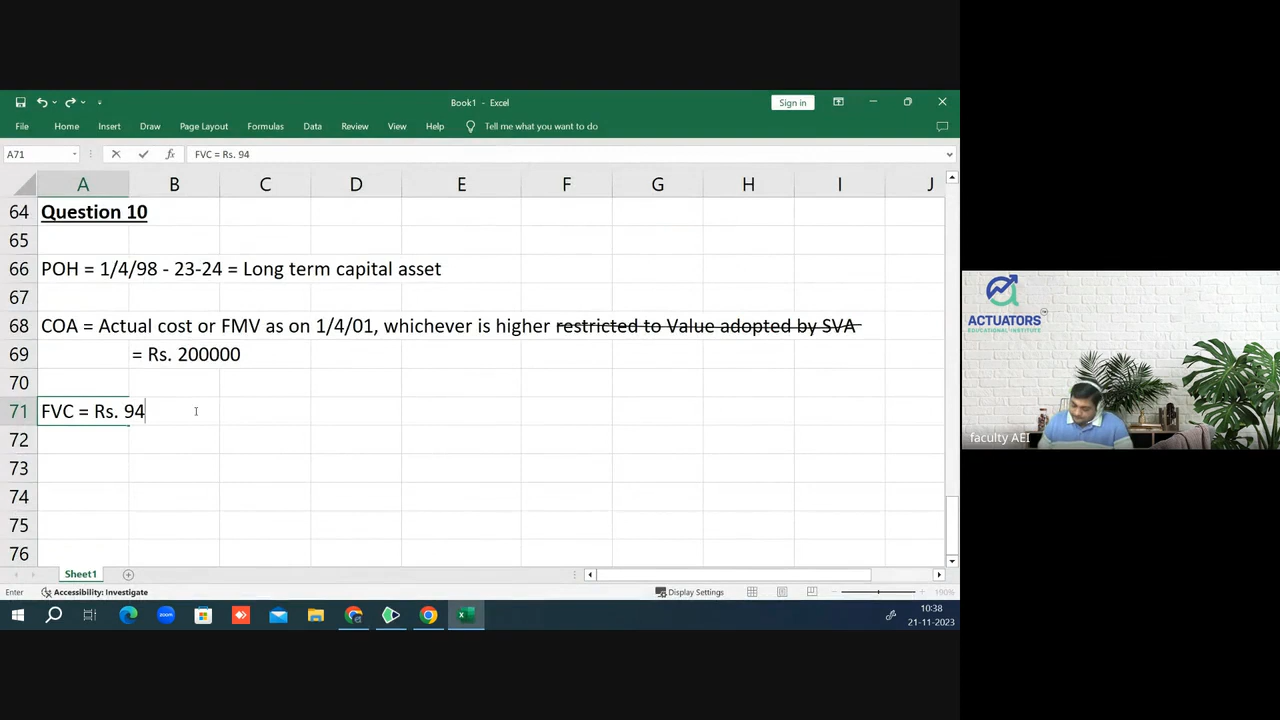 Book1 - Excel
Sign in
File Home Insert Draw Page Layout Formulas Data Review View Help Tell me what you want to do
A71 fx FVC = Rs. 94
A B C D E F G H I J
64 Question 10
65
66 POH = 1/4/98 - 23-24 = Long term capital asset
67
68 COA = Actual cost or FMV as on 1/4/01, whichever is higher restricted to Value adopted by SVA
69 = Rs. 200000
70
71 FVC = Rs. 94
72
73
74
75
76
Sheet1
Enter Accessibility: Investigate Display Settings 190%
zoom
10:38
21-11-2023
ACTUATORS
EDUCATIONAL INSTITUTE
faculty AEI